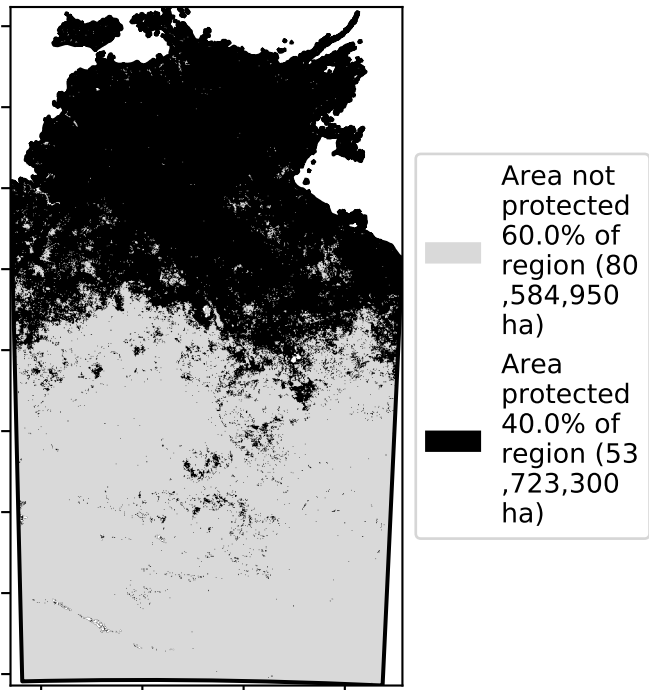 Area not
protected
60.0% of
region (80
,584,950
ha)
Area
protected
40.0% of
region (53
,723,300
ha)